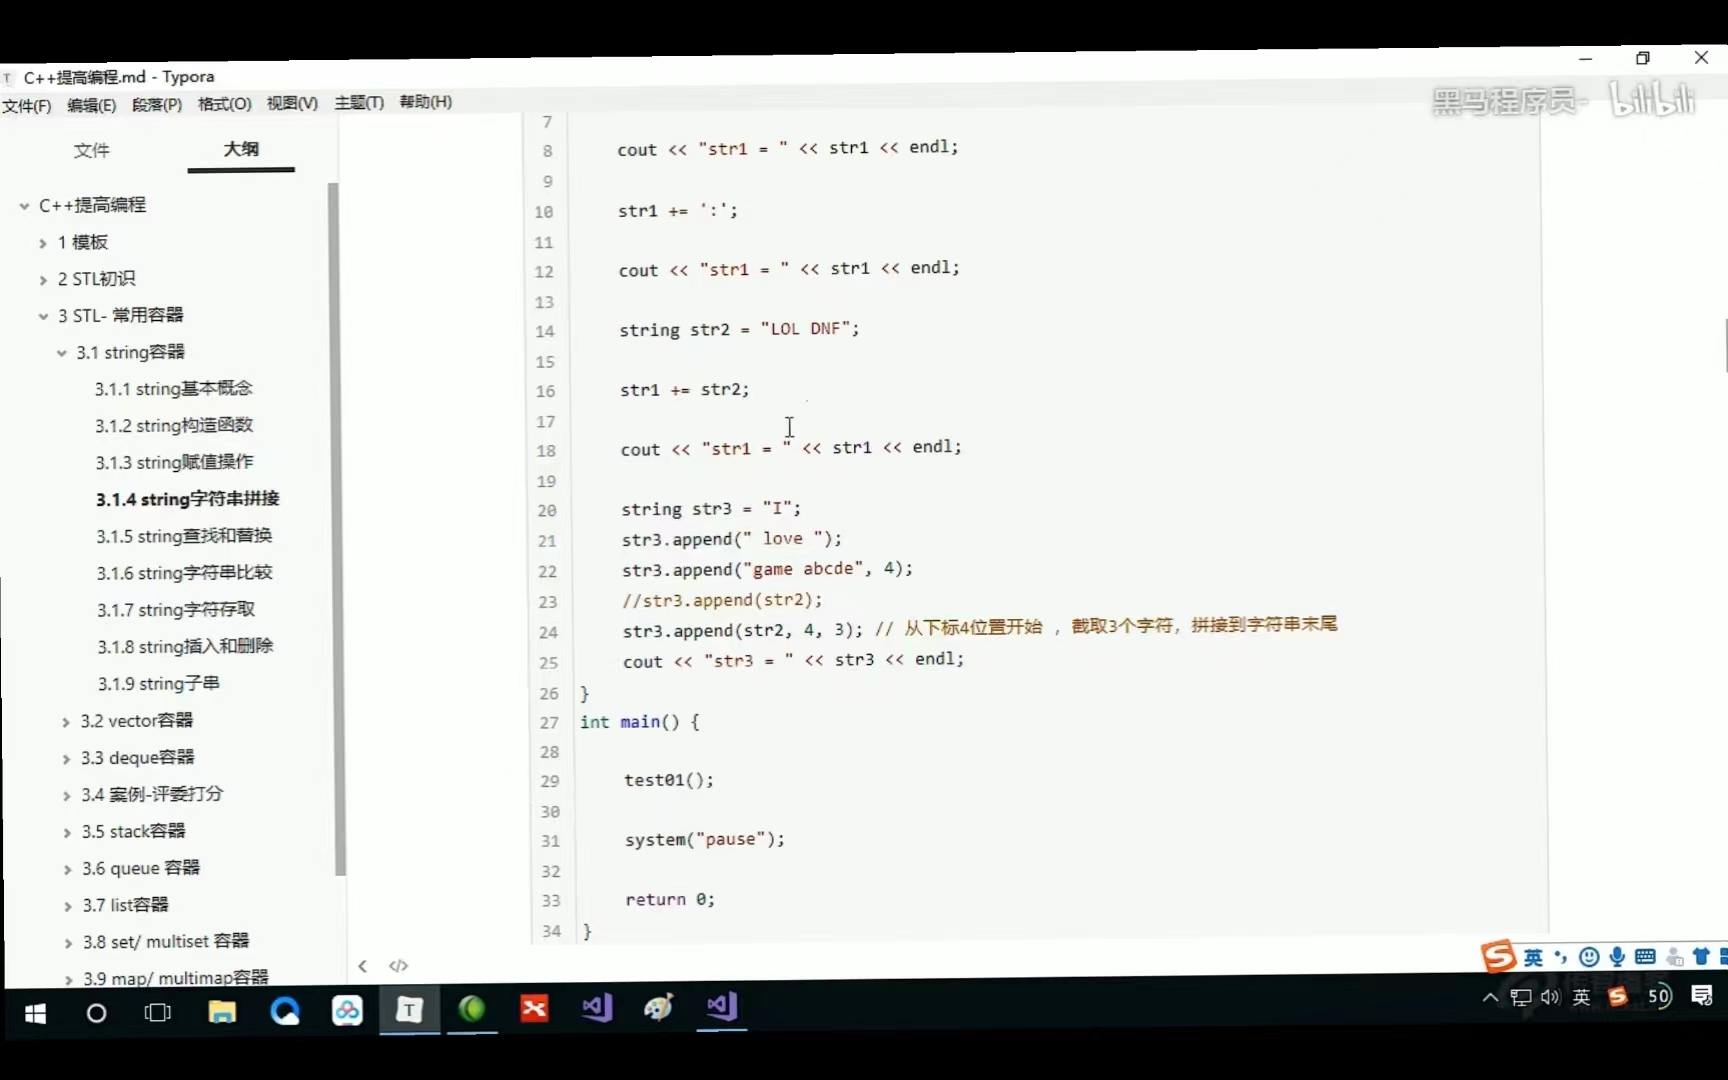 C++提高编程.md - Typora
文件(F) 编辑(E) 段落(P) 格式(O) 视图(V) 主题(T) 帮助(H)
黑马程序员- bilibili
文件 大纲
C++提高编程
1 模板
2 STL初识
3 STL- 常用容器
3.1 string容器
3.1.1 string基本概念
3.1.2 string构造函数
3.1.3 string赋值操作
3.1.4 string字符串拼接
3.1.5 string查找和替换
3.1.6 string字符串比较
3.1.7 string字符存取
3.1.8 string插入和删除
3.1.9 string子串
3.2 vector容器
3.3 deque容器
3.4 案例-评委打分
3.5 stack容器
3.6 queue 容器
3.7 list容器
3.8 set/ multiset 容器
3.9 map/ multimap容器
7
8 cout << "str1 = " << str1 << endl;
9
10 str1 += ':';
11
12 cout << "str1 = " << str1 << endl;
13
14 string str2 = "LOL DNF";
15
16 str1 += str2;
17
18 cout << "str1 = " << str1 << endl;
19
20 string str3 = "I";
21 str3.append(" love ");
22 str3.append("game abcde", 4);
23 //str3.append(str2);
24 str3.append(str2, 4, 3); // 从下标4位置开始 ，截取3个字符，拼接到字符串末尾
25 cout << "str3 = " << str3 << endl;
26 }
27 int main() {
28
29 test01();
30
31 system("pause");
32
33 return 0;
34 }
英
英 50